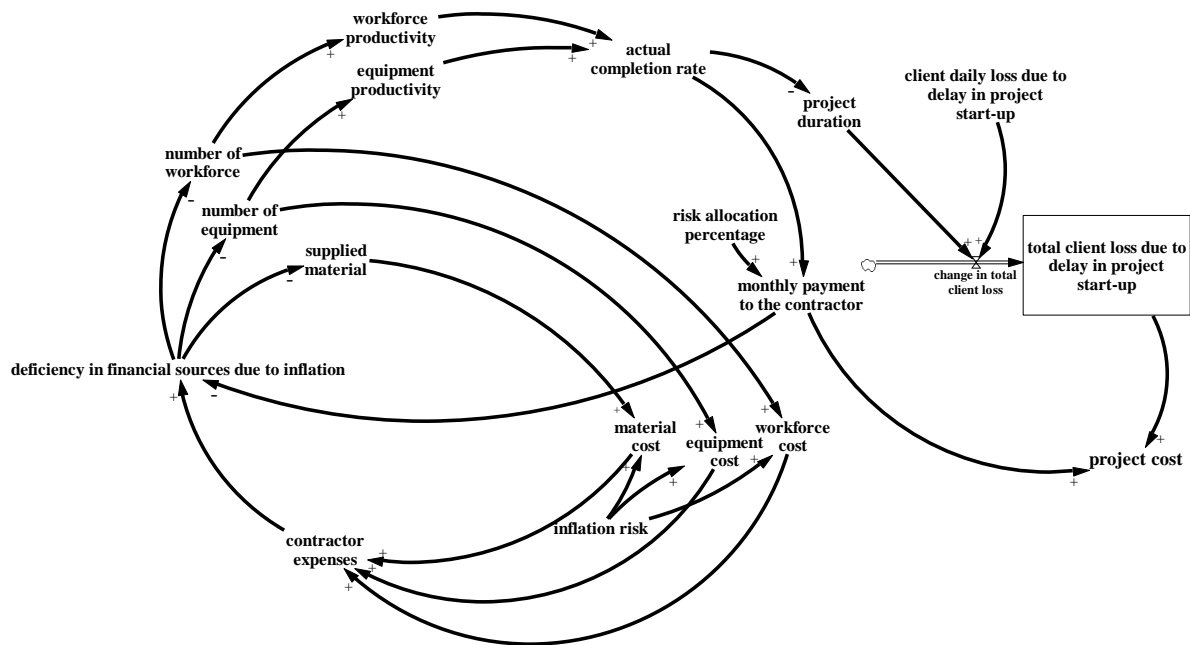 workforce
productivity
equipment
productivity
actual
completion rate
client daily loss due to
delay in project
start-up
project
duration
number of
workforce
number of
equipment
supplied
material
risk allocation
percentage
monthly payment
to the contractor
change in total
client loss
total client loss due to
delay in project
start-up
deficiency in financial sources due to inflation
material
cost
equipment
cost
workforce
cost
project cost
inflation risk
contractor
expenses